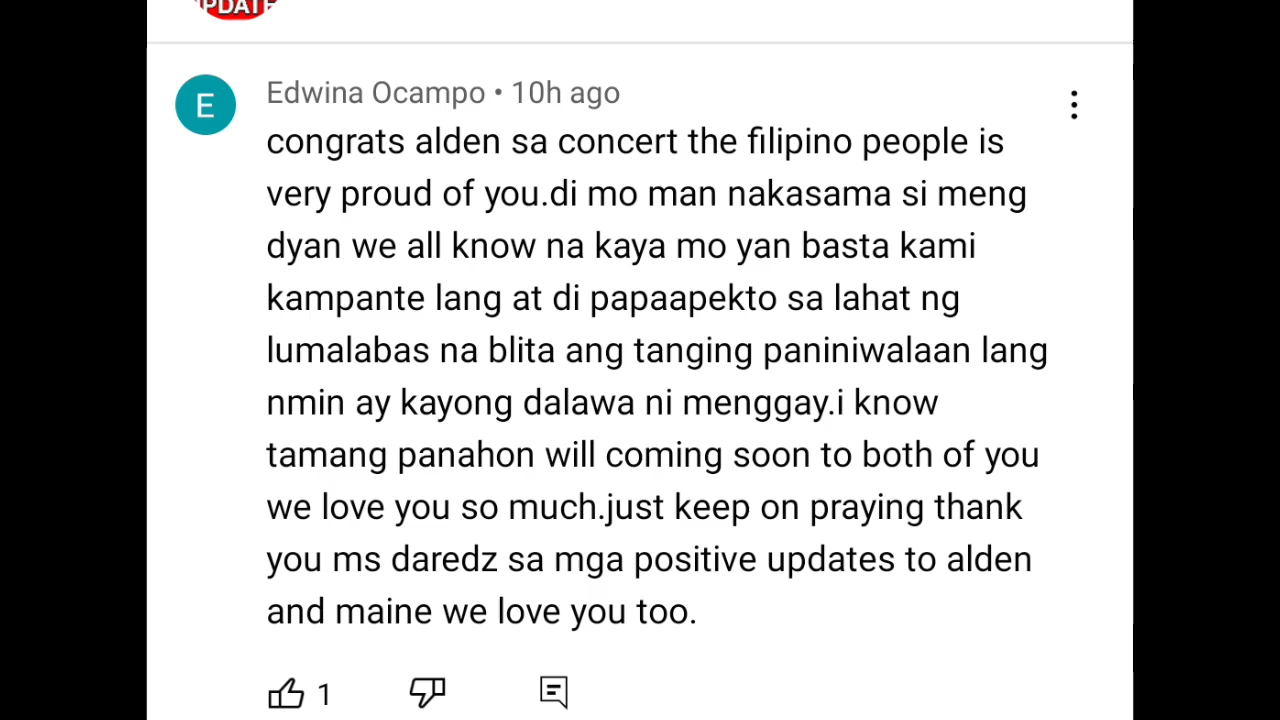 UPDATE
Edwina Ocampo • 10h ago
E
congrats alden sa concert the filipino people is
very proud of you.di mo man nakasama si meng
dyan we all know na kaya mo yan basta kami
kampante lang at di papaapekto sa lahat ng
lumalabas na blita ang tanging paniniwalaan lang
nmin ay kayong dalawa ni menggay.i know
tamang panahon will coming soon to both of you
we love you so much.just keep on praying thank
you ms daredz sa mga positive updates to alden
and maine we love you too.
1